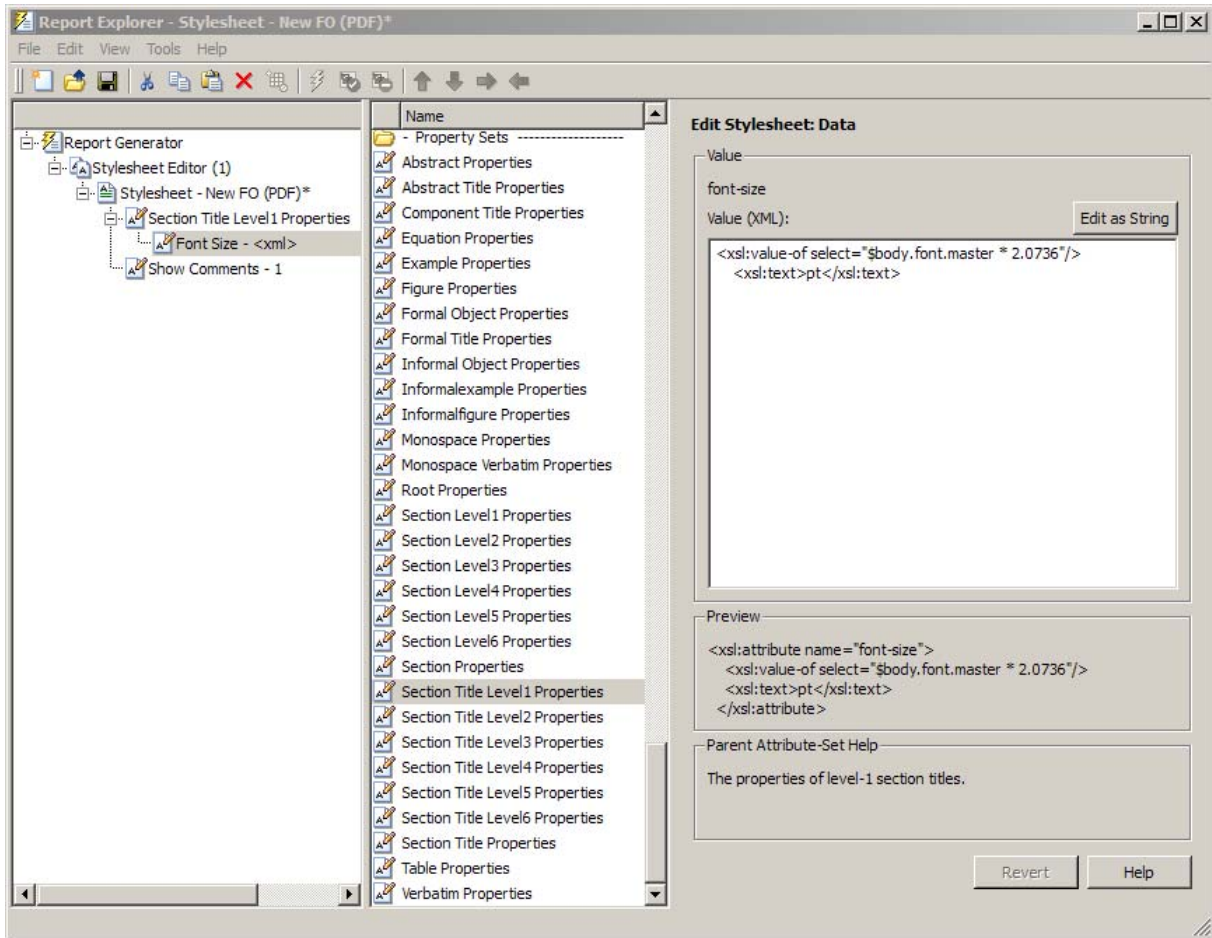 Report Explorer - Stylesheet - New FO (PDF)*
File Edit View Tools Help
Report Generator
Stylesheet Editor (1)
Stylesheet - New FO (PDF)*
Section Title Level1 Properties
Font Size - <xml>
Show Comments - 1
Name
- Property Sets -------------------
Abstract Properties
Abstract Title Properties
Component Title Properties
Equation Properties
Example Properties
Figure Properties
Formal Object Properties
Formal Title Properties
Informal Object Properties
Informalexample Properties
Informalfigure Properties
Monospace Properties
Monospace Verbatim Properties
Root Properties
Section Level1 Properties
Section Level2 Properties
Section Level3 Properties
Section Level4 Properties
Section Level5 Properties
Section Level6 Properties
Section Properties
Section Title Level1 Properties
Section Title Level2 Properties
Section Title Level3 Properties
Section Title Level4 Properties
Section Title Level5 Properties
Section Title Level6 Properties
Section Title Properties
Table Properties
Verbatim Properties
Edit Stylesheet: Data
Value
font-size
Value (XML):
Edit as String
<xsl:value-of select="$body.font.master * 2.0736"/>
<xsl:text>pt</xsl:text>
Preview
<xsl:attribute name="font-size">
<xsl:value-of select="$body.font.master * 2.0736"/>
<xsl:text>pt</xsl:text>
</xsl:attribute>
Parent Attribute-Set Help
The properties of level-1 section titles.
Revert
Help